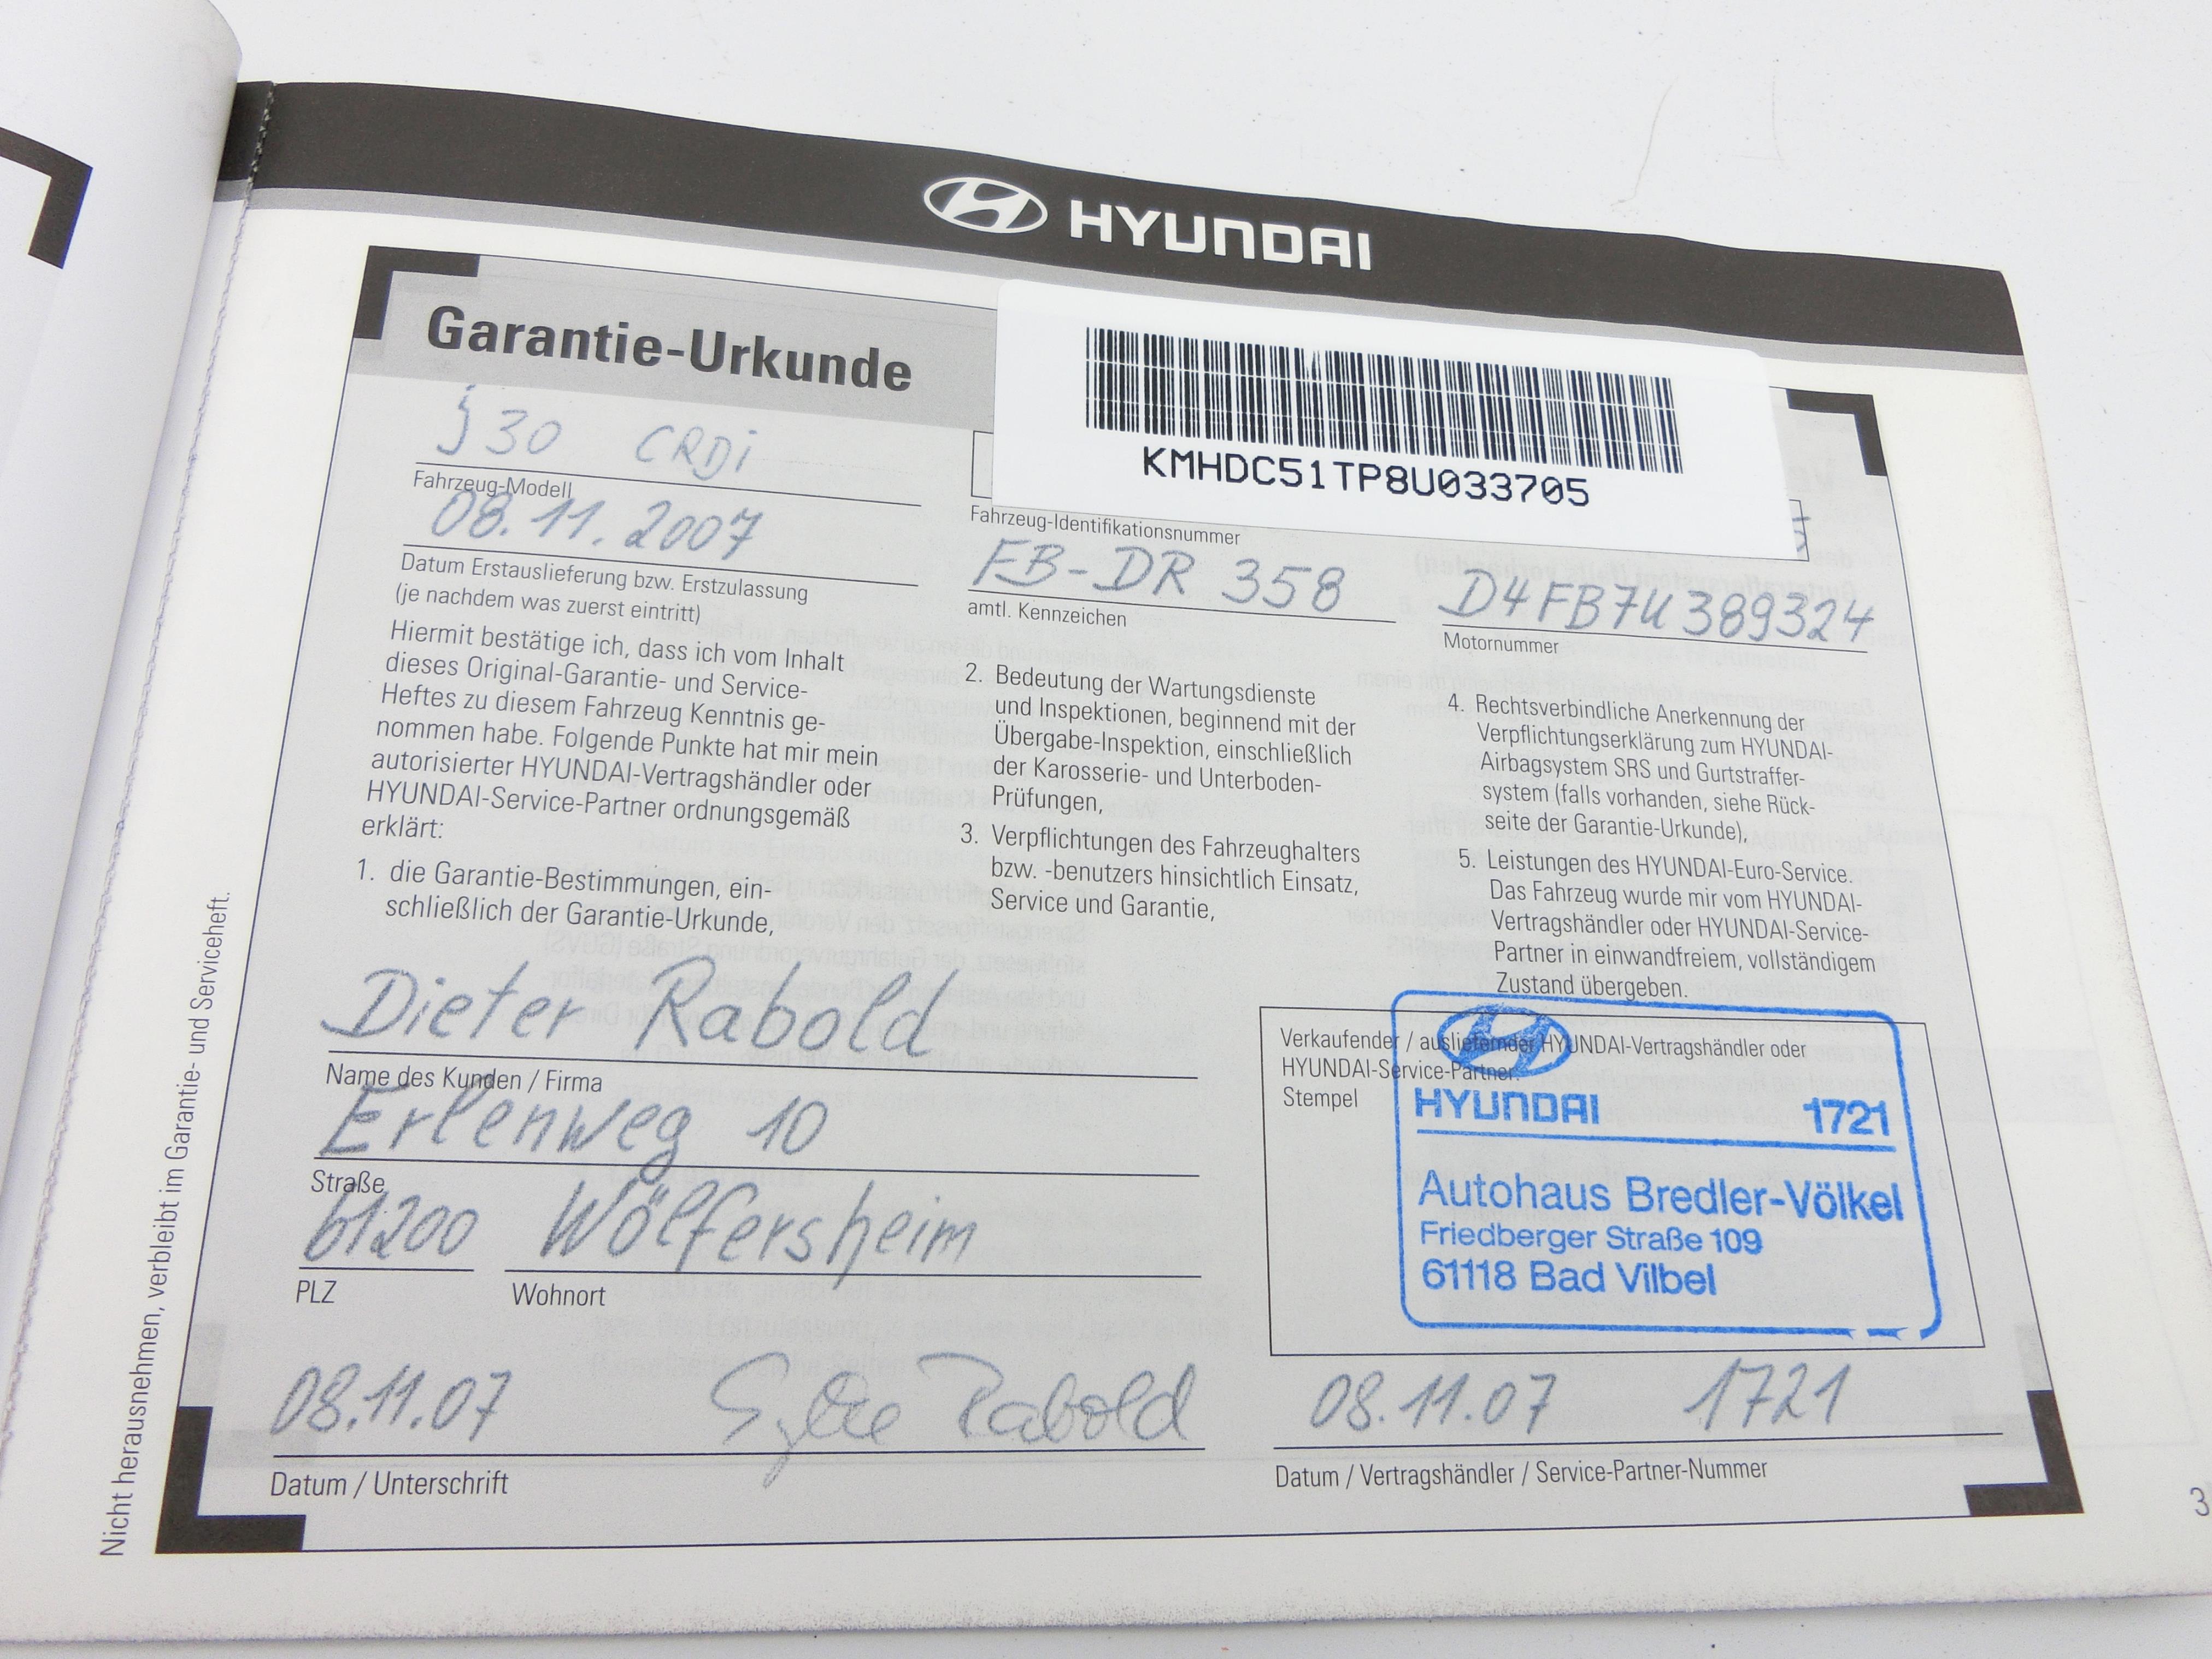 HYUNDAI
Garantie-Urkunde
KMHDC51TP8U033705
i30 CRDi
Fahrzeug-Modell
Fahrzeug-Identifikationsnummer
08.11.2007
FB-DR 358
D4FB7U389324
Datum Erstauslieferung bzw. Erstzulassung
(je nachdem was zuerst eintritt)
amtl. Kennzeichen
Motornummer
Hiermit bestätige ich, dass ich vom Inhalt
dieses Original-Garantie- und Service-
Heftes zu diesem Fahrzeug Kenntnis ge-
nommen habe. Folgende Punkte hat mir mein
autorisierter HYUNDAI-Vertragshändler oder
HYUNDAI-Service-Partner ordnungsgemäß
erklärt:
1. die Garantie-Bestimmungen, ein-
schließlich der Garantie-Urkunde,
2. Bedeutung der Wartungsdienste
und Inspektionen, beginnend mit der
Übergabe-Inspektion, einschließlich
der Karosserie- und Unterboden-
Prüfungen,
3. Verpflichtungen des Fahrzeughalters
bzw. -benutzers hinsichtlich Einsatz,
Service und Garantie,
4. Rechtsverbindliche Anerkennung der
Verpflichtungserklärung zum HYUNDAI-
Airbagsystem SRS und Gurtstraffer-
system (falls vorhanden, siehe Rück-
seite der Garantie-Urkunde),
5. Leistungen des HYUNDAI-Euro-Service.
Das Fahrzeug wurde mir vom HYUNDAI-
Vertragshändler oder HYUNDAI-Service-
Partner in einwandfreiem, vollständigem
Zustand übergeben.
Dieter Rabold
Name des Kunden / Firma
Erlenweg 10
Straße
61200 Wölfersheim
PLZ
Wohnort
Verkaufender / ausliefernder HYUNDAI-Vertragshändler oder
HYUNDAI-Service-Partner.
Stempel
HYUNDAI 1721
Autohaus Bredler-Völkel
Friedberger Straße 109
61118 Bad Vilbel
08.11.07
Rabold
Datum / Unterschrift
08.11.07 1721
Datum / Vertragshändler / Service-Partner-Nummer
Nicht herausnehmen, verbleibt im Garantie- und Serviceheft.
3